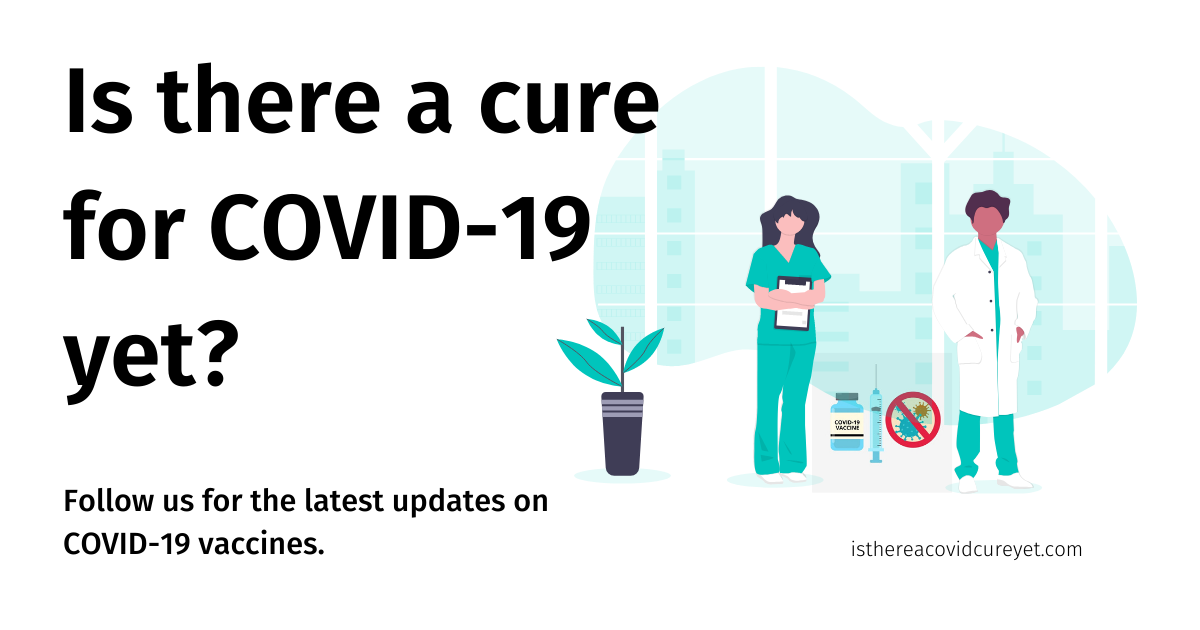 Is there a cure
for COVID-19
yet?
COVID-19
VACCINE
Follow us for the latest updates on
COVID-19 vaccines.
isthereacovidcureyet.com